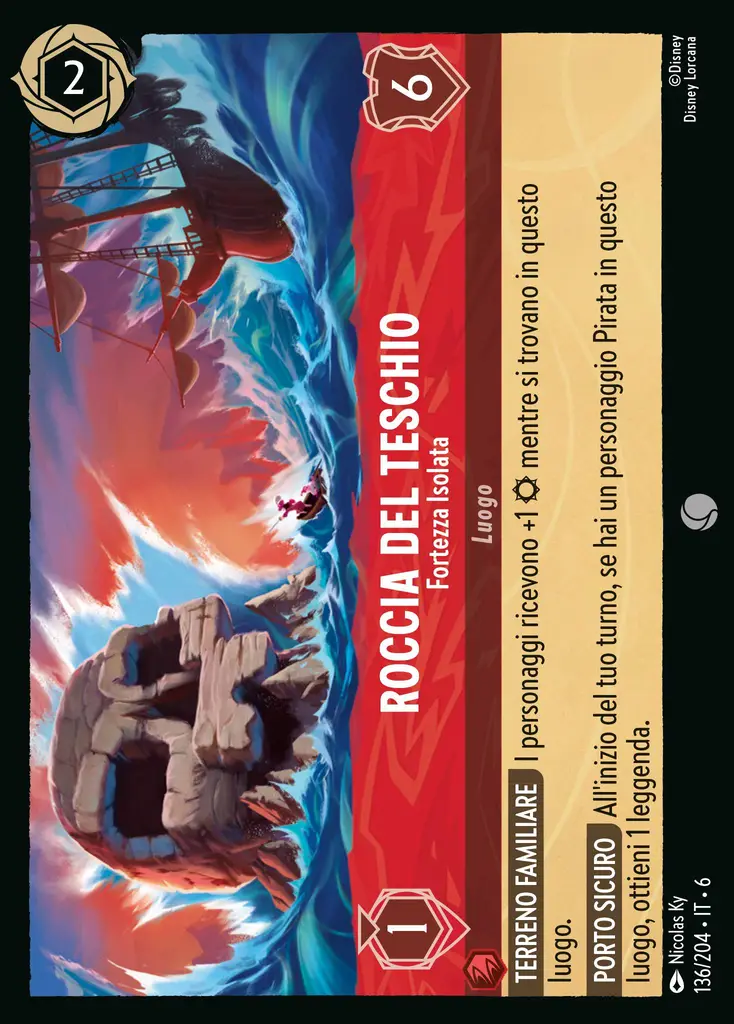 2
ROCCIA DEL TESCHIO
Fortezza Isolata
1
6
Luogo
TERRENO FAMILIARE I personaggi ricevono +1 mentre si trovano in questo
luogo.
PORTO SICURO All'inizio del tuo turno, se hai un personaggio Pirata in questo
luogo, ottieni 1 leggenda.
Nicolas Ky
136/204 • IT • 6
©Disney
Disney Lorcana